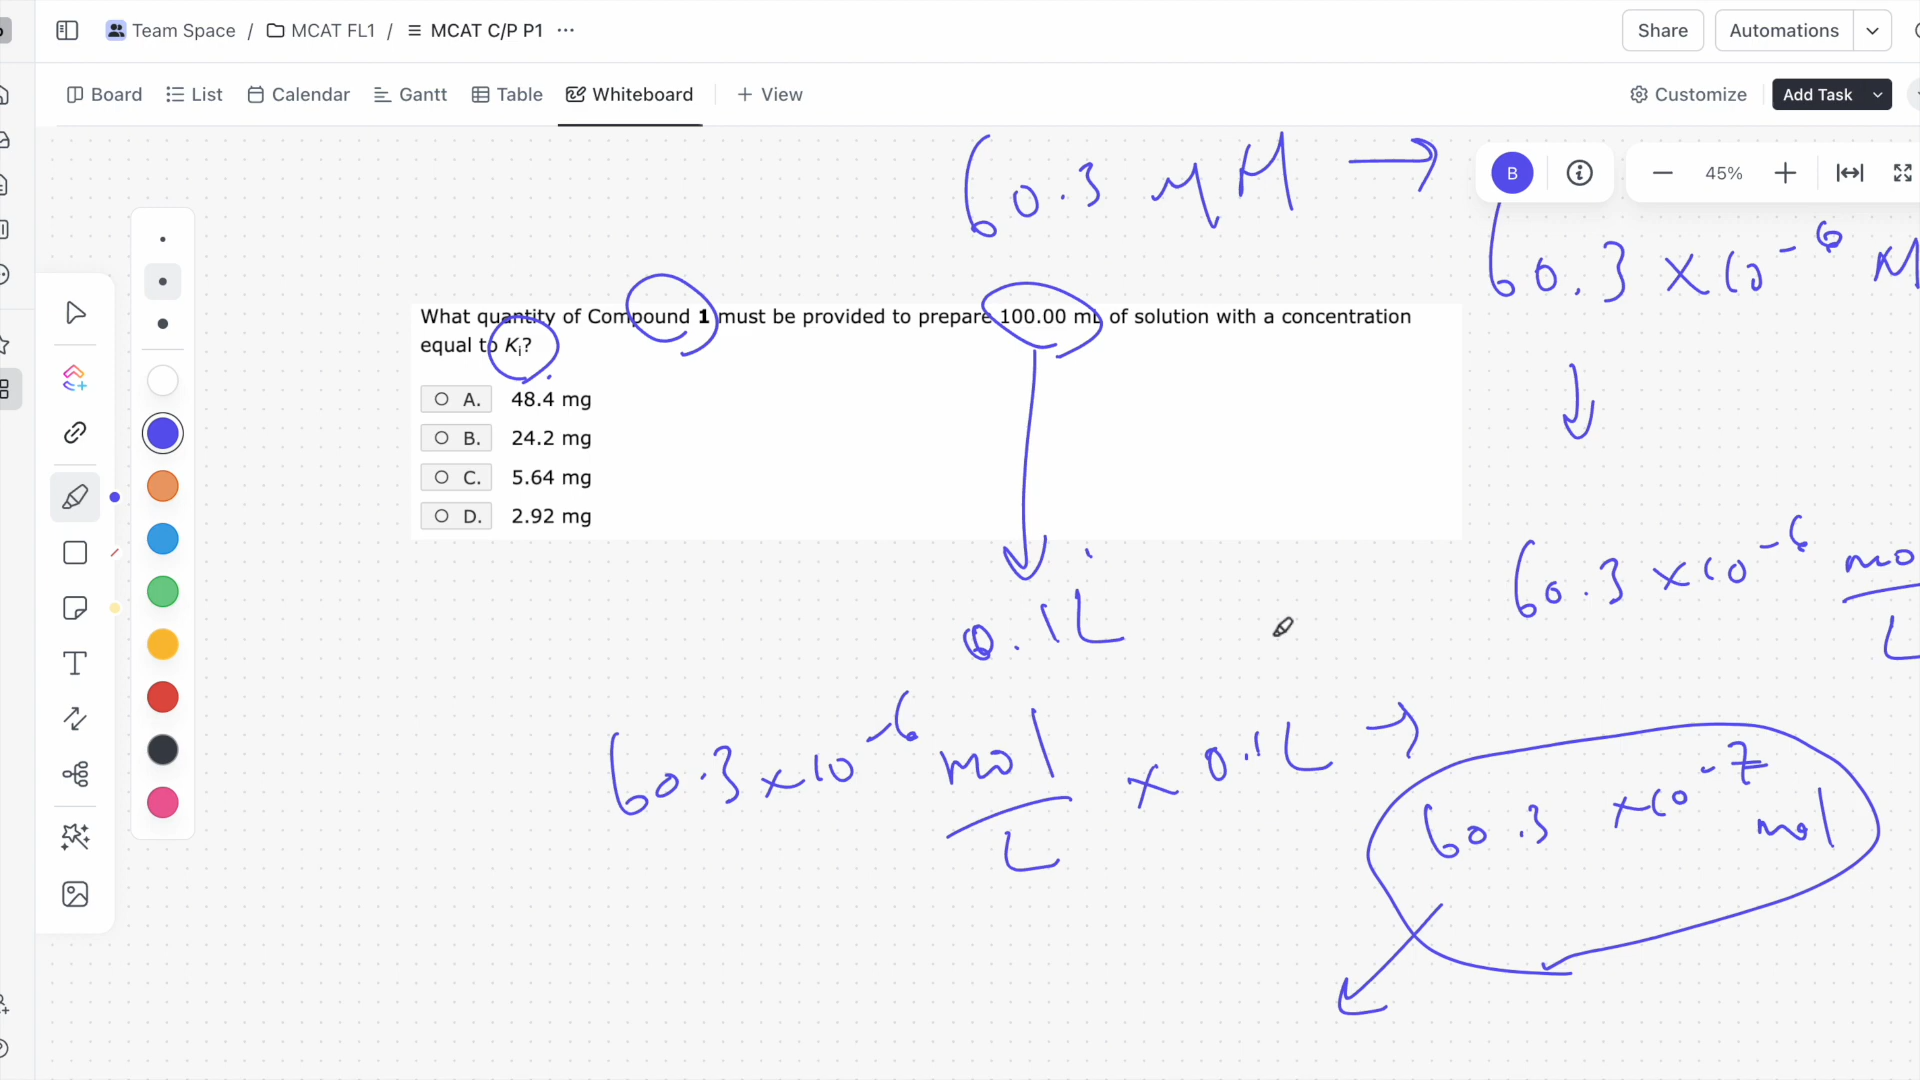 Team Space / MCAT FL1 / MCAT C/P P1 ...
Share
Automations
Board
List
Calendar
Gantt
Table
Whiteboard
+ View
Customize
Add Task
60.3 μM →
B
45%
60.3 × 10⁻⁶ M
What quantity of Compound 1 must be provided to prepare 100.00 mL of solution with a concentration
equal to Kᵢ?
A. 48.4 mg
B. 24.2 mg
C. 5.64 mg
D. 2.92 mg
60.3 ×10⁻⁶ mo
L
0.1L
60.3 ×10⁻⁶ mol
L
× 0.1L →
60.3 ×10⁻⁷ mol
T